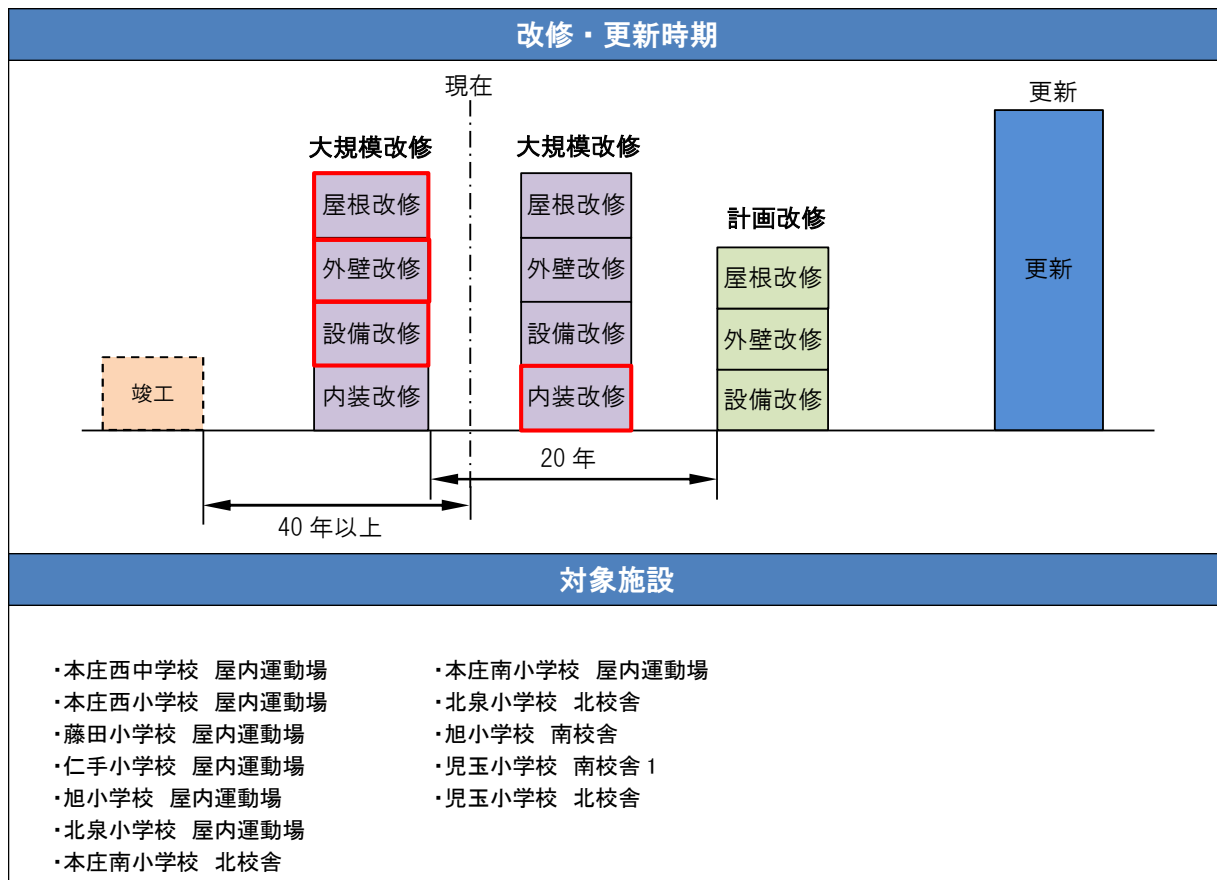 改修・更新時期
現在
更新
大規模改修
大規模改修
計画改修
屋根改修
外壁改修
設備改修
内装改修
屋根改修
外壁改修
設備改修
内装改修
屋根改修
外壁改修
設備改修
更新
竣工
20 年
40 年以上
対象施設
・本庄西中学校 屋内運動場
・本庄西小学校 屋内運動場
・藤田小学校 屋内運動場
・仁手小学校 屋内運動場
・旭小学校 屋内運動場
・北泉小学校 屋内運動場
・本庄南小学校 北校舎
・本庄南小学校 屋内運動場
・北泉小学校 北校舎
・旭小学校 南校舎
・児玉小学校 南校舎 1
・児玉小学校 北校舎